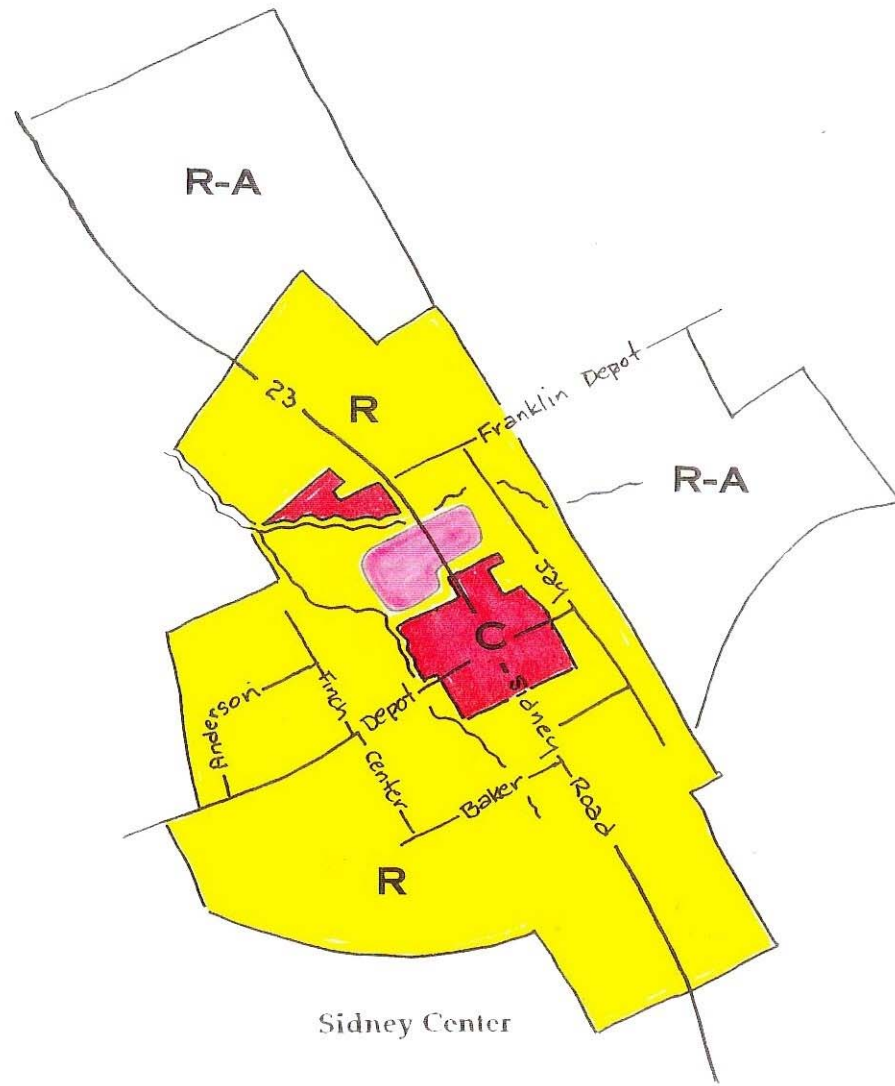 R-A
23
R
Franklin Depot
R-A
Jay
C
Sidney
Road
Depot
Finch
Center
Anderson
Baker
R
Sidney Center